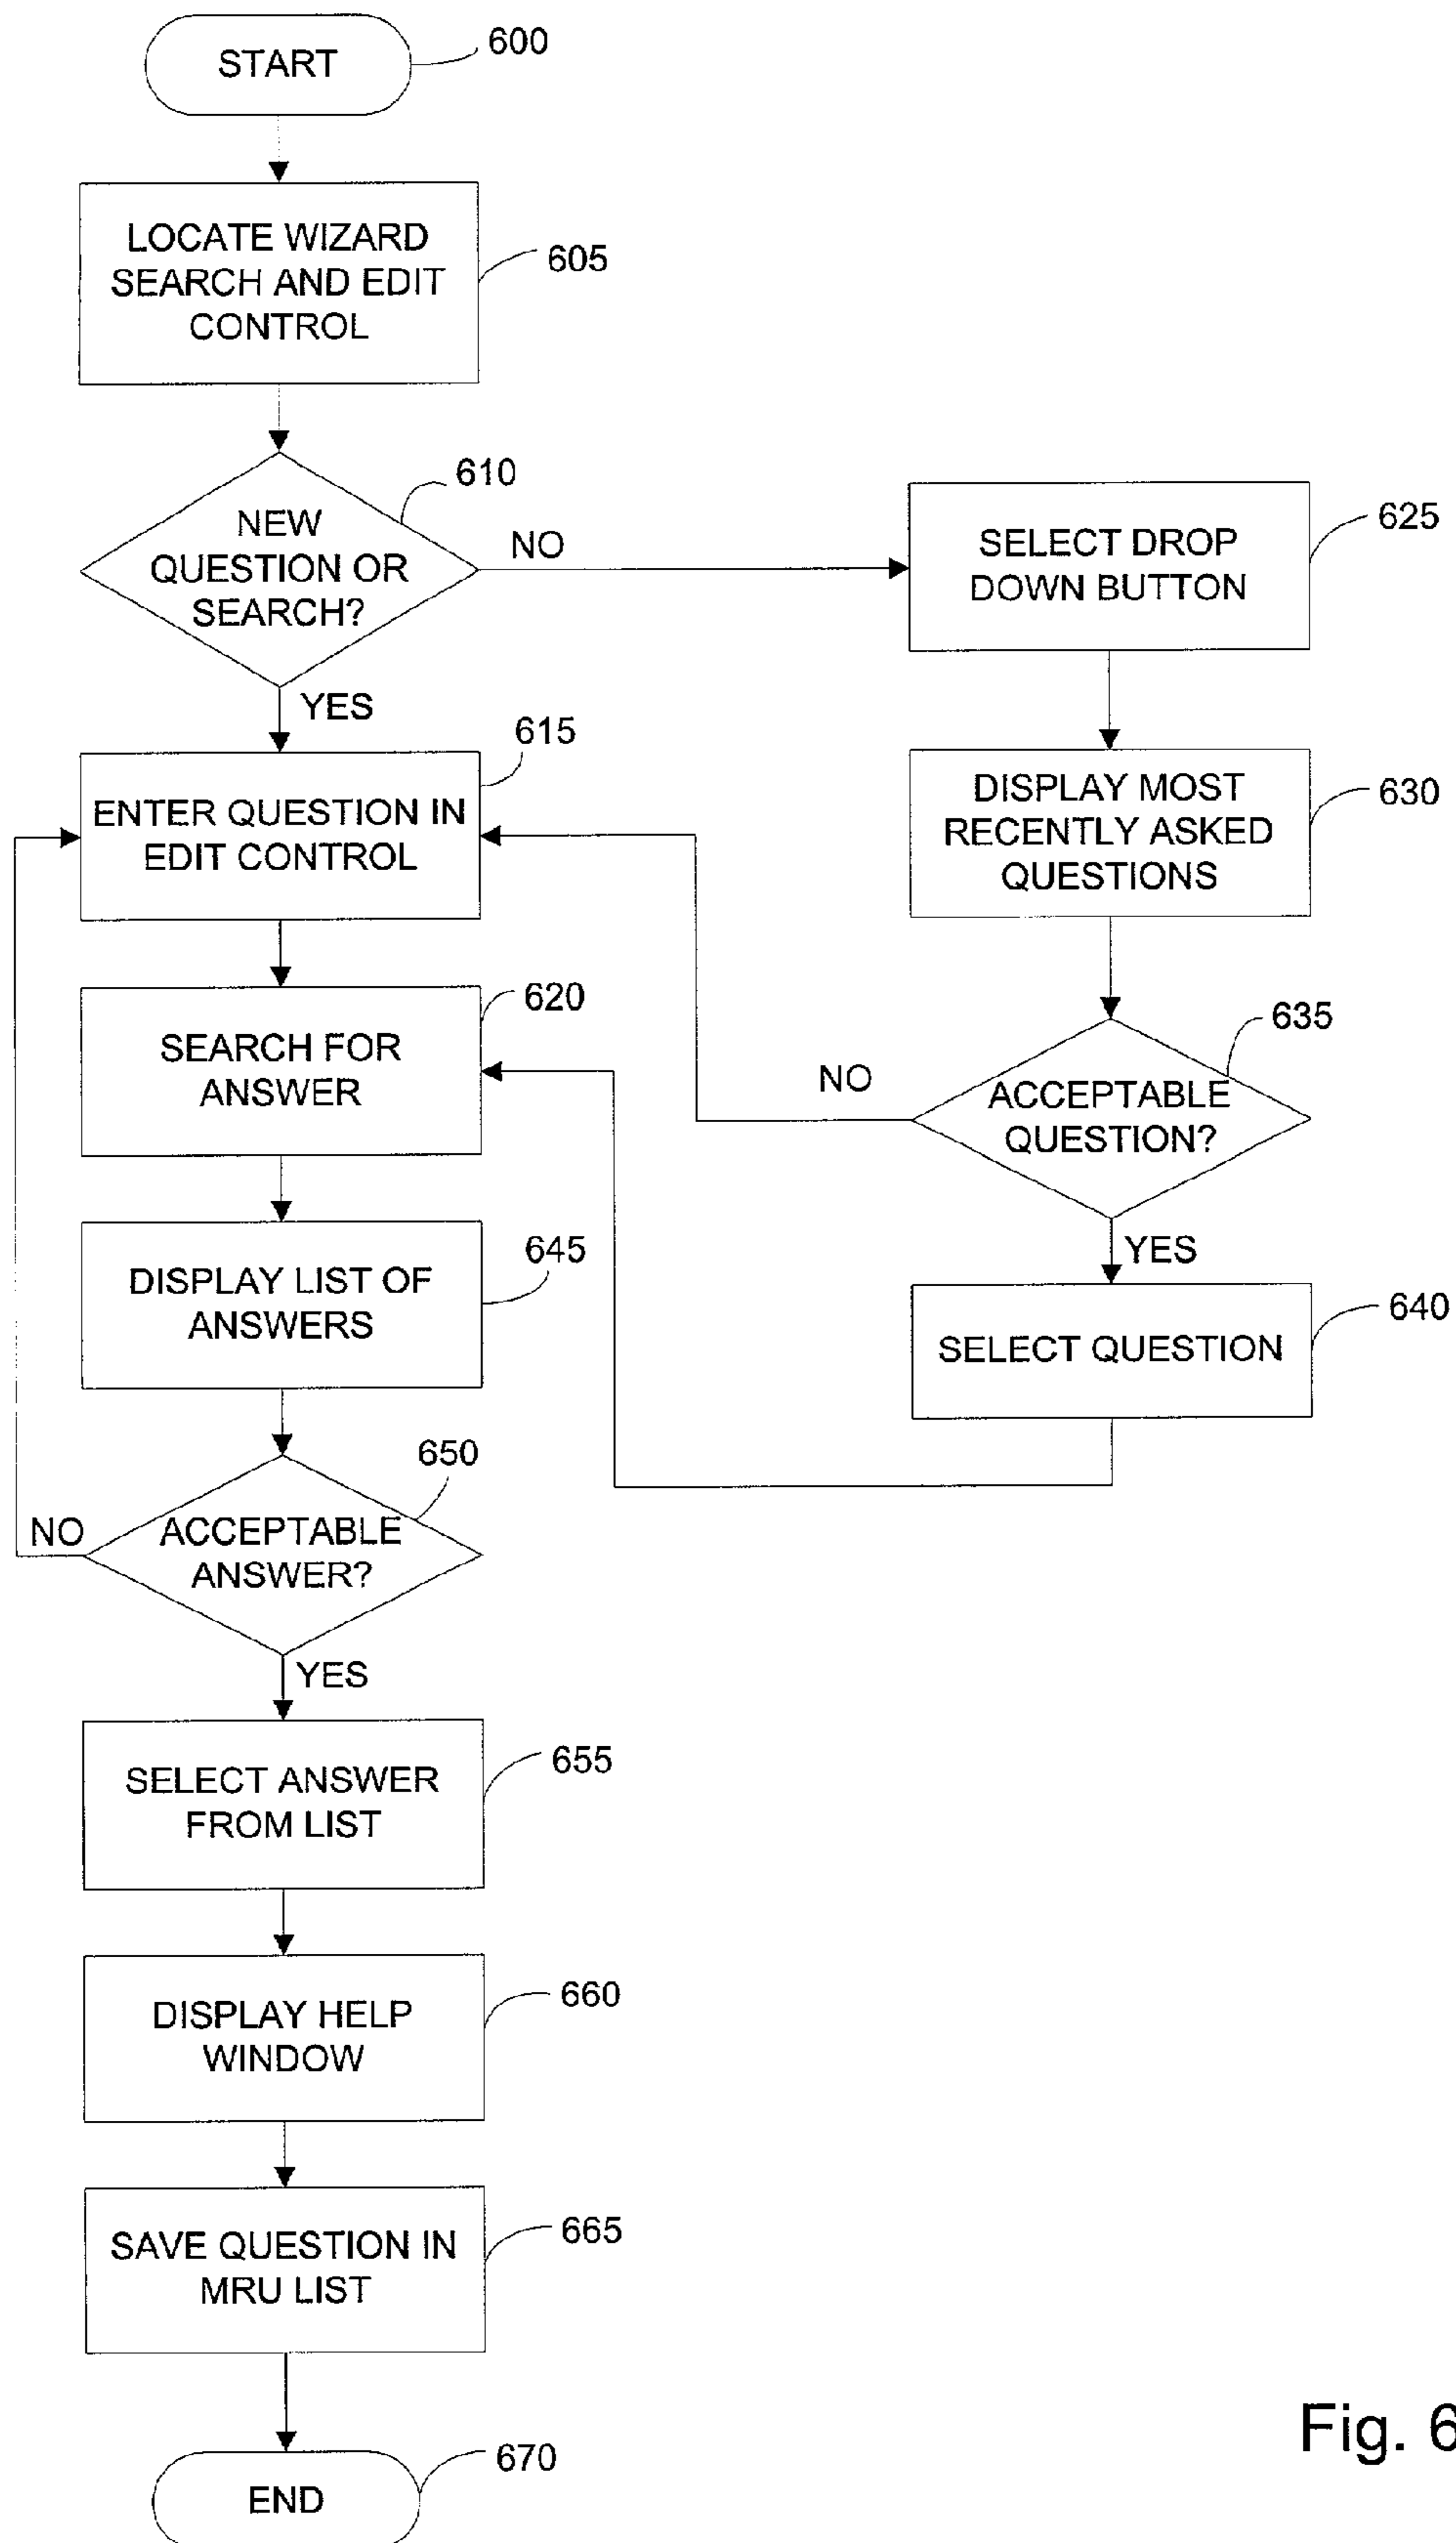 START
600
LOCATE WIZARD
SEARCH AND EDIT
CONTROL
605
610
NEW
QUESTION OR
SEARCH?
NO
YES
SELECT DROP
DOWN BUTTON
625
615
ENTER QUESTION IN
EDIT CONTROL
DISPLAY MOST
RECENTLY ASKED
QUESTIONS
630
SEARCH FOR
ANSWER
620
635
NO
ACCEPTABLE
QUESTION?
YES
DISPLAY LIST OF
ANSWERS
645
SELECT QUESTION
640
650
NO
ACCEPTABLE
ANSWER?
YES
SELECT ANSWER
FROM LIST
655
DISPLAY HELP
WINDOW
660
SAVE QUESTION IN
MRU LIST
665
END
670
Fig. 6